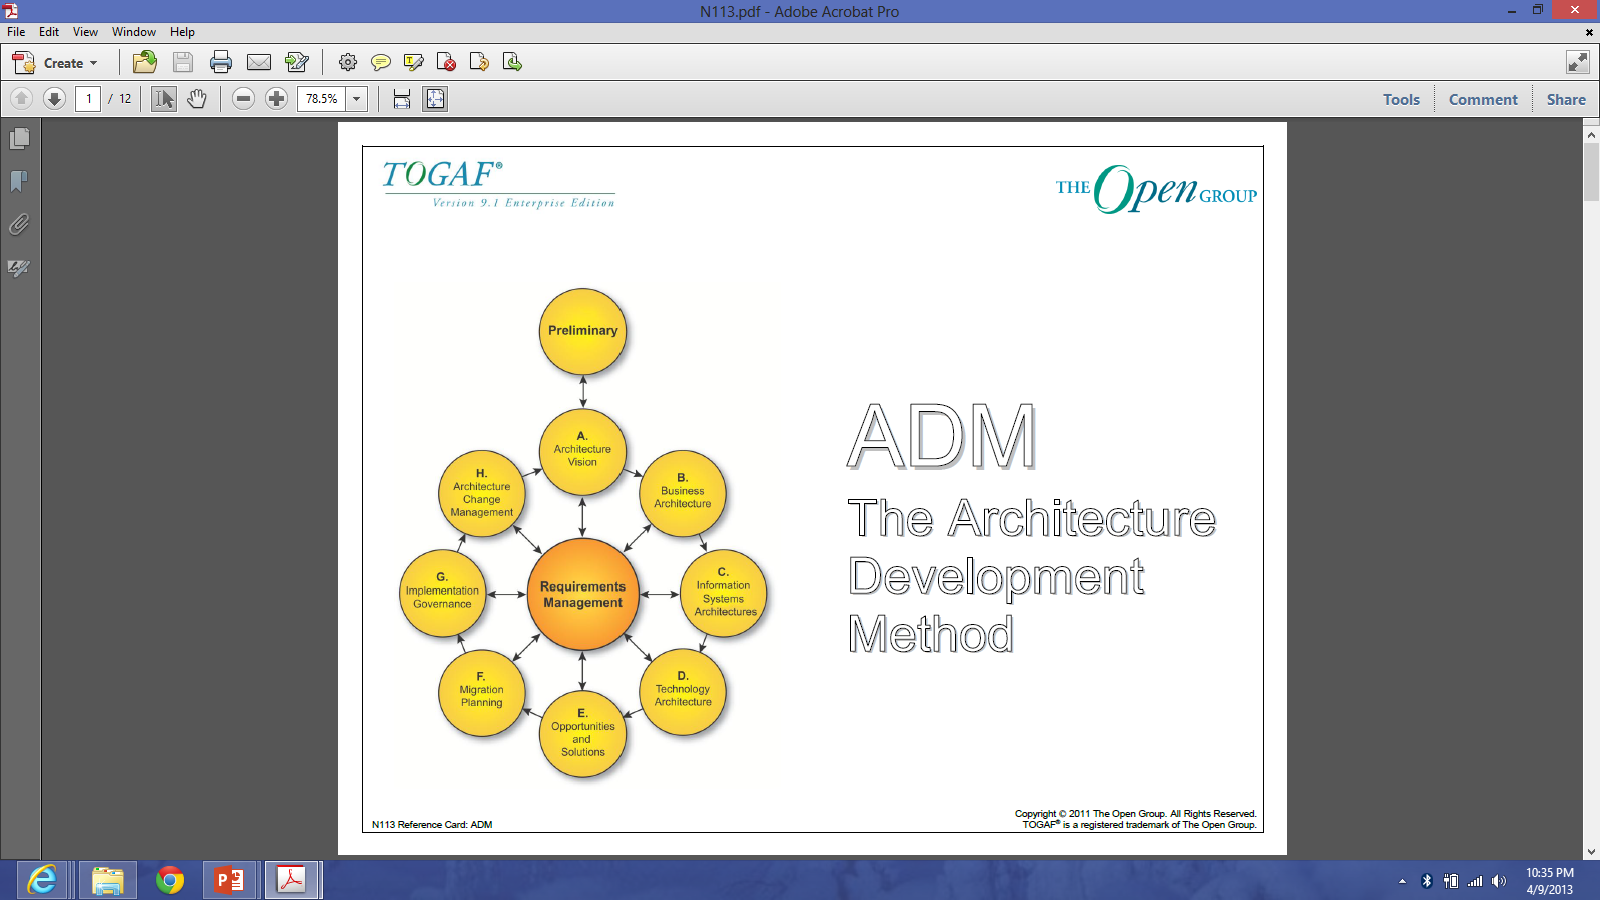 N113.pdf - Adobe Acrobat Pro
File Edit View Window Help
Create
1 / 12
78.5%
Tools Comment Share
TOGAF®
Version 9.1 Enterprise Edition
THE Open GROUP
Preliminary
A.
Architecture
Vision
B.
Business
Architecture
C.
Information
Systems
Architectures
D.
Technology
Architecture
E.
Opportunities
and
Solutions
F.
Migration
Planning
G.
Implementation
Governance
H.
Architecture
Change
Management
Requirements
Management
ADM
The Architecture
Development
Method
N113 Reference Card: ADM
Copyright © 2011 The Open Group. All Rights Reserved.
TOGAF® is a registered trademark of The Open Group.
10:35 PM
4/9/2013